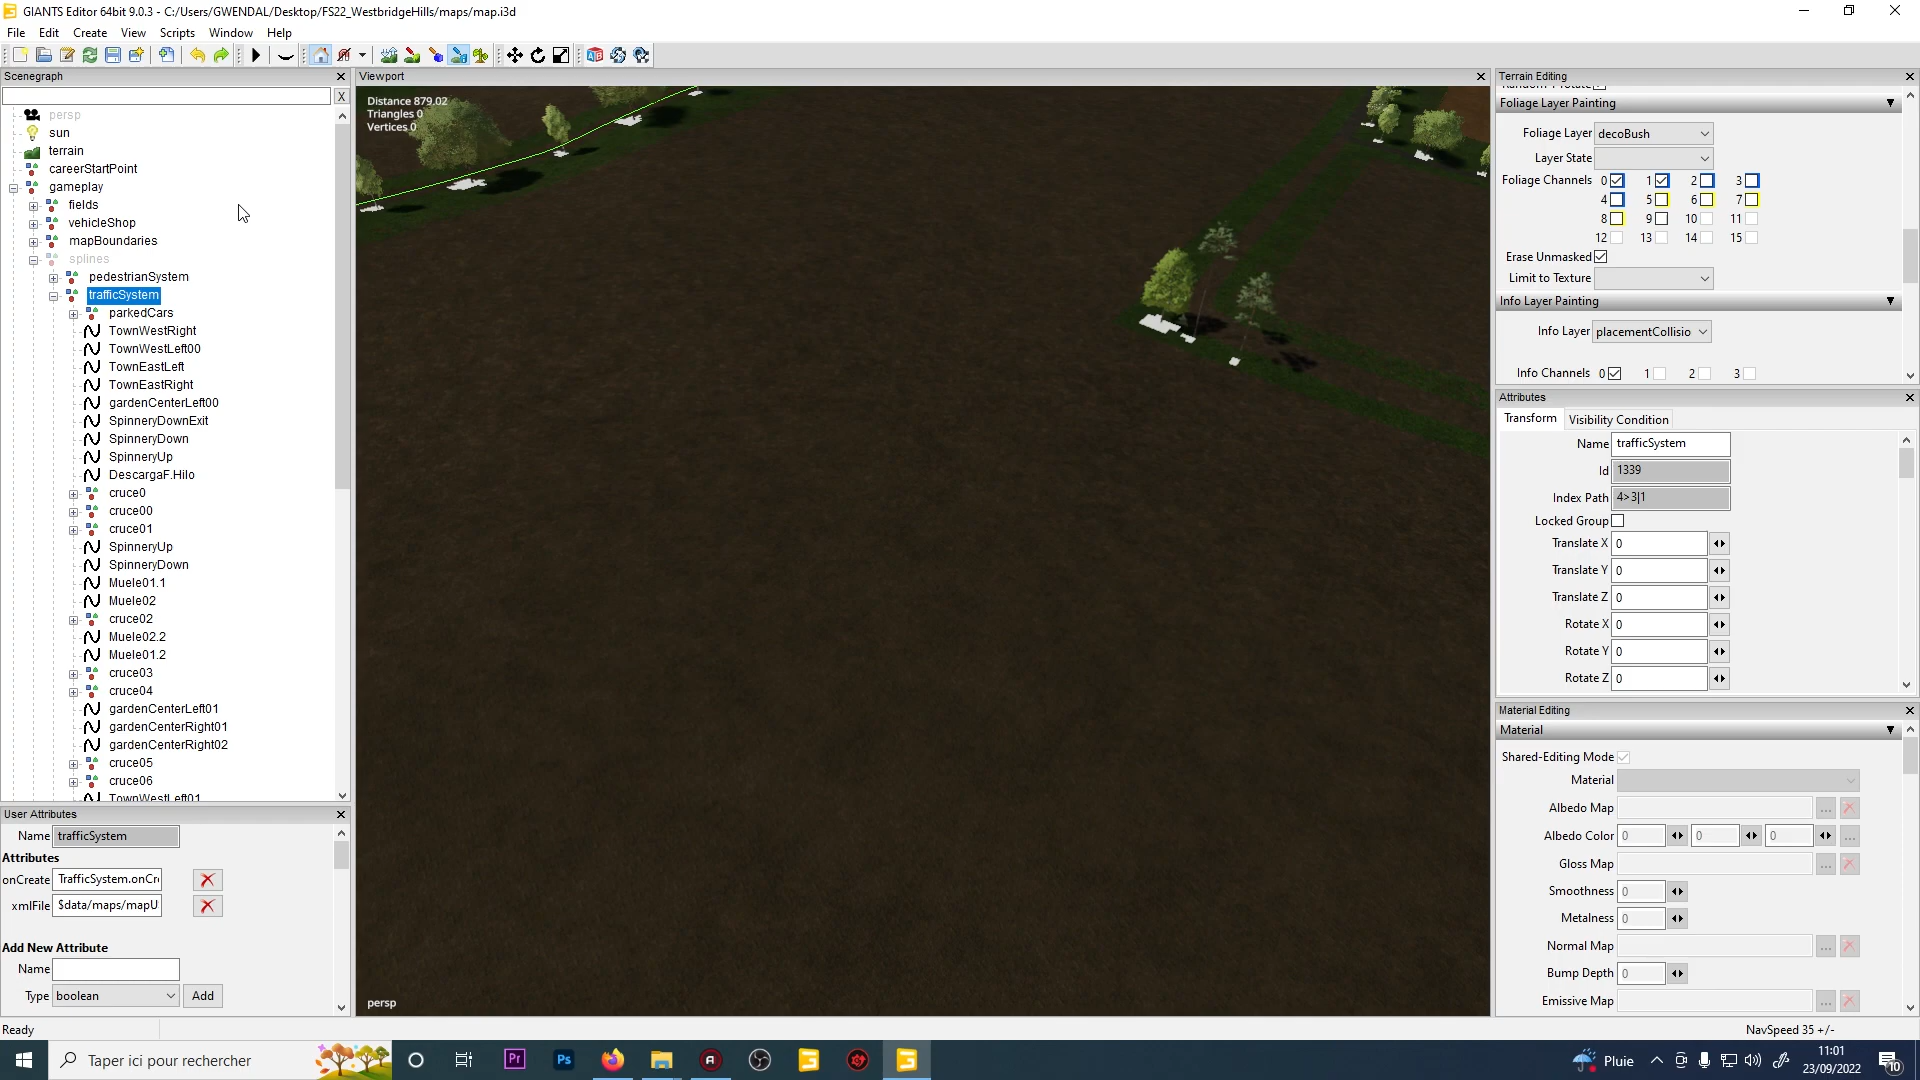 GIANTS Editor 64bit 9.0.3 - C:/Users/GWENDAL/Desktop/FS22_WestbridgeHills/maps/map.i3d
File Edit Create View Scripts Window Help
Scenegraph
X
persp
sun
terrain
careerStartPoint
gameplay
fields
vehicleShop
mapBoundaries
splines
pedestrianSystem
trafficSystem
parkedCars
TownWestRight
TownWestLeft00
TownEastLeft
TownEastRight
gardenCenterLeft00
SpinneryDownExit
SpinneryDown
SpinneryUp
DescargaF.Hilo
cruce0
cruce00
cruce01
SpinneryUp
SpinneryDown
Muele01.1
Muele02
cruce02
Muele02.2
Muele01.2
cruce03
cruce04
gardenCenterLeft01
gardenCenterRight01
gardenCenterRight02
cruce05
cruce06
TownWestLeft01
User Attributes
Name trafficSystem
Attributes
onCreate TrafficSystem.onCr
xmlFile $data/maps/mapU
Add New Attribute
Name
Type boolean Add
Ready
Viewport
Distance 879.02
Triangles 0
Vertices 0
persp
Terrain Editing
Foliage Layer Painting
Foliage Layer decoBush
Layer State
Foliage Channels 0 1 2 3
4 5 6 7
8 9 10 11
12 13 14 15
Erase Unmasked
Limit to Texture
Info Layer Painting
Info Layer placementCollisio
Info Channels 0 1 2 3
Attributes
Transform Visibility Condition
Name trafficSystem
Id 1339
Index Path 4>3|1
Locked Group
Translate X 0
Translate Y 0
Translate Z 0
Rotate X 0
Rotate Y 0
Rotate Z 0
Material Editing
Material
Shared-Editing Mode
Material
Albedo Map ...
Albedo Color 0 0 0 ...
Gloss Map ...
Smoothness 0
Metalness 0
Normal Map ...
Bump Depth 0
Emissive Map ...
NavSpeed 35 +/-
Taper ici pour rechercher
Pr
Ps
Pluie
11:01
23/09/2022
10